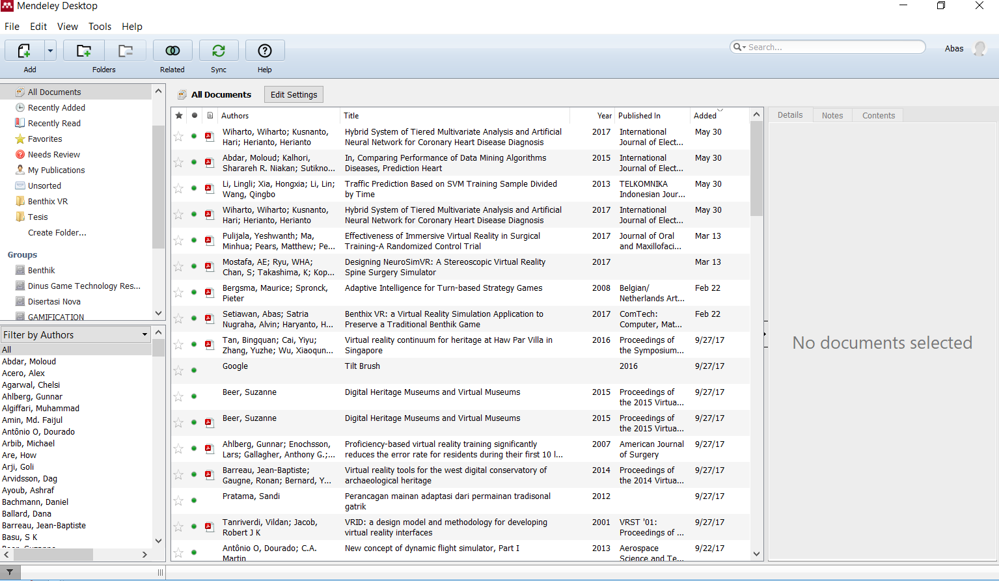 Mendeley Desktop
File Edit View Tools Help
Search...
Abas
Add Folders Related Sync Help
All Documents
Recently Added
Recently Read
Favorites
Needs Review
My Publications
Unsorted
Benthix VR
Tesis
Create Folder...
Groups
Benthik
Dinus Game Technology Res...
Disertasi Nova
GAMIFICATION
Filter by Authors
All
Abdar, Moloud
Acero, Alex
Agarwal, Chelsi
Ahlberg, Gunnar
Algiffari, Muhammad
Amin, Md. Faijul
Antônio O, Dourado
Arbib, Michael
Are, How
Arji, Goli
Arvidsson, Dag
Ayoub, Ashraf
Bachmann, Daniel
Ballard, Dana
Barreau, Jean-Baptiste
Basu, S K
All Documents Edit Settings
Authors Title Year Published In Added
Wiharto, Wiharto; Kusnanto, Hybrid System of Tiered Multivariate Analysis and Artificial 2017 International May 30
Hari; Herianto, Herianto Neural Network for Coronary Heart Disease Diagnosis Journal of Elect...
Abdar, Moloud; Kalhori, In, Comparing Performance of Data Mining Algorithms 2015 International May 30
Sharareh R. Niakan; Sutikno... Diseases, Prediction Heart Journal of Elect...
Li, Lingli; Xia, Hongxia; Li, Lin; Traffic Prediction Based on SVM Training Sample Divided 2013 TELKOMNIKA May 30
Wang, Qingbo by Time Indonesian Jour...
Wiharto, Wiharto; Kusnanto, Hybrid System of Tiered Multivariate Analysis and Artificial 2017 International May 30
Hari; Herianto, Herianto Neural Network for Coronary Heart Disease Diagnosis Journal of Elect...
Pulijala, Yeshwanth; Ma, Effectiveness of Immersive Virtual Reality in Surgical 2017 Journal of Oral Mar 13
Minhua; Pears, Matthew; Pe... Training-A Randomized Control Trial and Maxillofaci...
Mostafa, AE; Ryu, WHA; Designing NeuroSimVR: A Stereoscopic Virtual Reality 2017 Mar 13
Chan, S; Takashima, K; Kop... Spine Surgery Simulator
Bergsma, Maurice; Spronck, Adaptive Intelligence for Turn-based Strategy Games 2008 Belgian/ Feb 22
Pieter Netherlands Art...
Setiawan, Abas; Satria Benthix VR: a Virtual Reality Simulation Application to 2017 ComTech: Feb 22
Nugraha, Alvin; Haryanto, H... Preserve a Traditional Benthik Game Computer, Mat...
Tan, Bingquan; Cai, Yiyu; Virtual reality continuum for heritage at Haw Par Villa in 2016 Proceedings of 9/27/17
Zhang, Yuzhe; Wu, Xiaoqun... Singapore the Symposium...
Google Tilt Brush 2016 9/27/17
Beer, Suzanne Digital Heritage Museums and Virtual Museums 2015 Proceedings of 9/27/17
the 2015 Virtua...
Beer, Suzanne Digital Heritage Museums and Virtual Museums 2015 Proceedings of 9/27/17
the 2015 Virtua...
Ahlberg, Gunnar; Enochsson, Proficiency-based virtual reality training significantly 2007 American Journal 9/27/17
Lars; Gallagher, Anthony G.;... reduces the error rate for residents during their first 10 l... of Surgery
Barreau, Jean-Baptiste; Virtual reality tools for the west digital conservatory of 2014 Proceedings of 9/27/17
Gaugne, Ronan; Bernard, Y... archaeological heritage the 2014 Virtua...
Pratama, Sandi Perancagan mainan adaptasi dari permainan tradisonal 2012 9/27/17
gatrik
Tanriverdi, Vildan; Jacob, VRID: a design model and methodology for developing 2001 VRST '01: 9/27/17
Robert J K virtual reality interfaces Proceedings of ...
Antônio O, Dourado; C.A. New concept of dynamic flight simulator, Part I 2013 Aerospace 9/22/17
Martin Science and Te...
Details Notes Contents
No documents selected